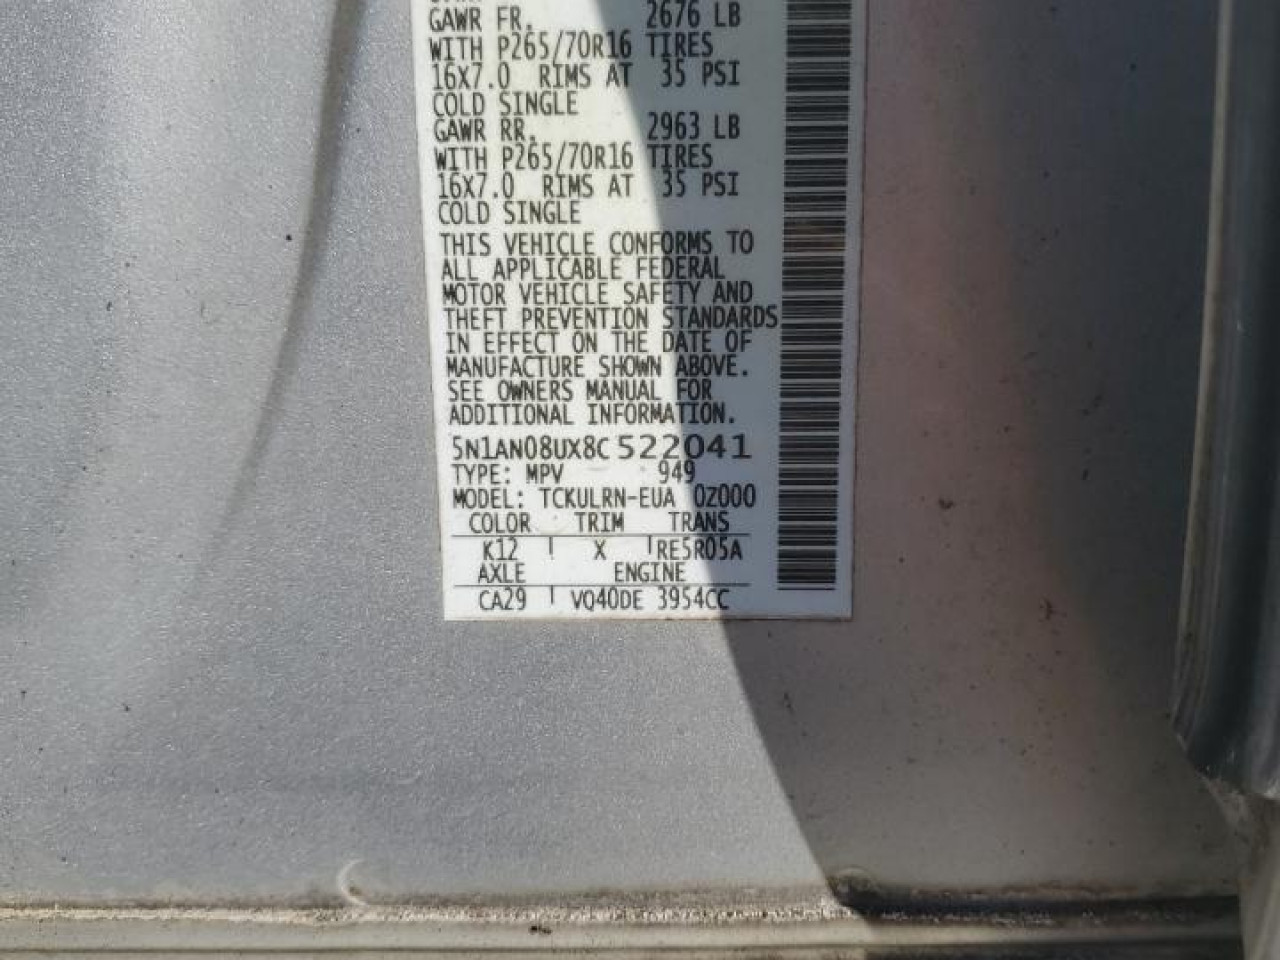 GAWR FR. 2676 LB
WITH P265/70R16 TIRES
16X7.0 RIMS AT 35 PSI
COLD SINGLE
GAWR RR. 2963 LB
WITH P265/70R16 TIRES
16X7.0 RIMS AT 35 PSI
COLD SINGLE
THIS VEHICLE CONFORMS TO
ALL APPLICABLE FEDERAL
MOTOR VEHICLE SAFETY AND
THEFT PREVENTION STANDARDS
IN EFFECT ON THE DATE OF
MANUFACTURE SHOWN ABOVE.
SEE OWNERS MANUAL FOR
ADDITIONAL INFORMATION.
5N1AN08UX8C522041
TYPE: MPV 949
MODEL: TCKULRN-EUA 0Z000
COLOR TRIM TRANS
K12 X RE5R05A
AXLE ENGINE
CA29 VQ40DE 3954CC